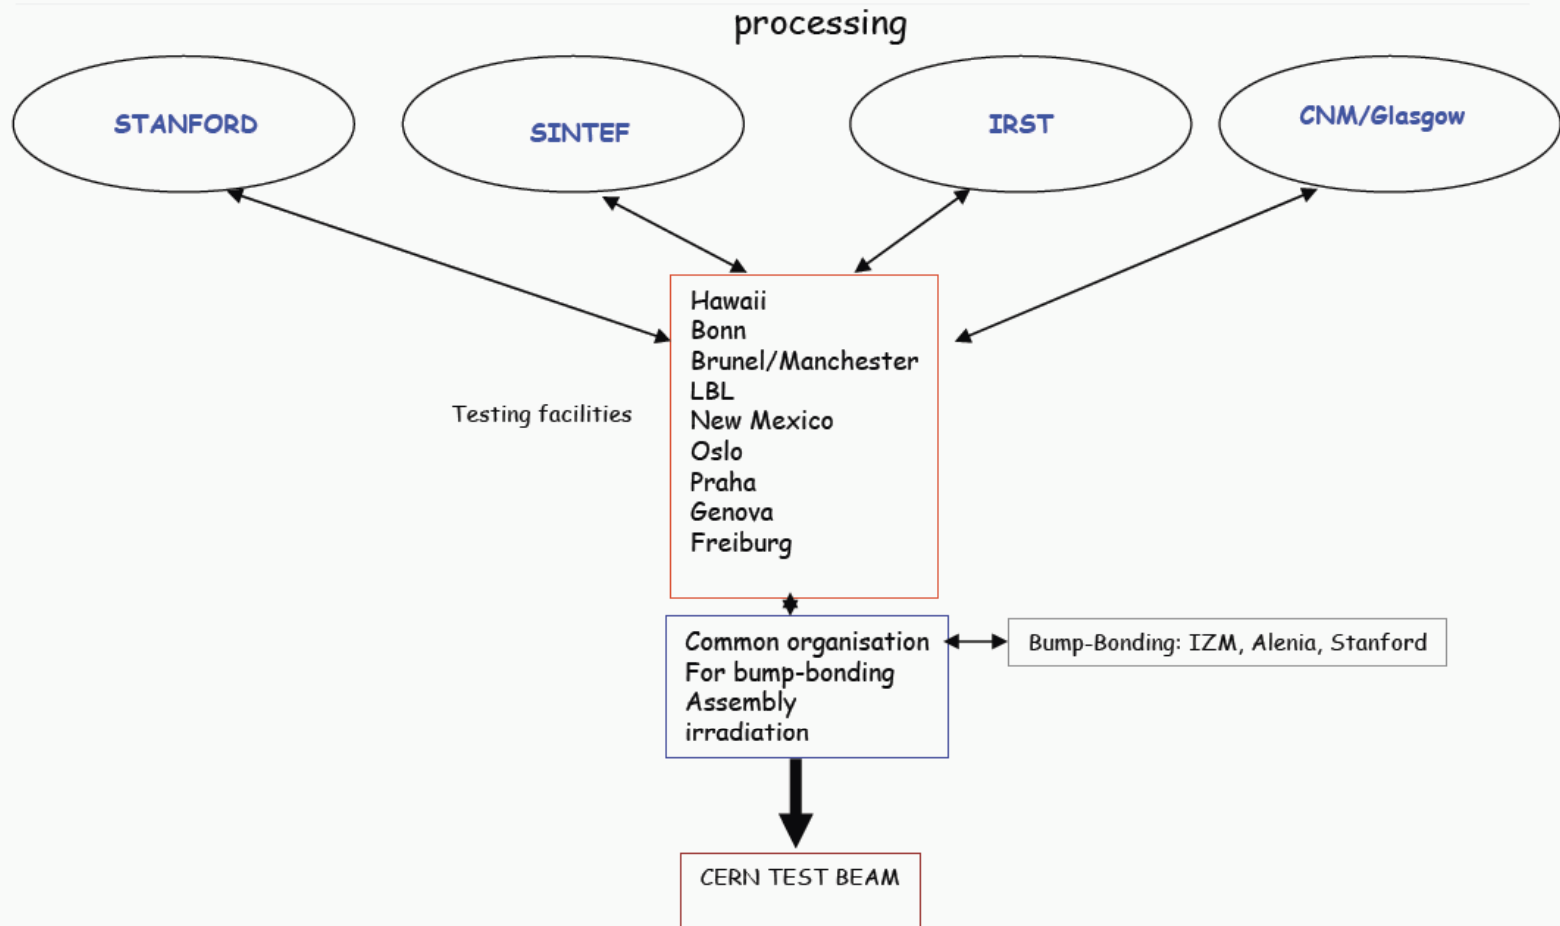 processing
STANFORD
SINTEF
IRST
CNM/Glasgow
Hawaii
Bonn
Brunel/Manchester
LBL
New Mexico
Oslo
Praha
Genova
Freiburg
Testing facilities
Common organisation
For bump-bonding
Assembly
irradiation
Bump-Bonding: IZM, Alenia, Stanford
CERN TEST BEAM